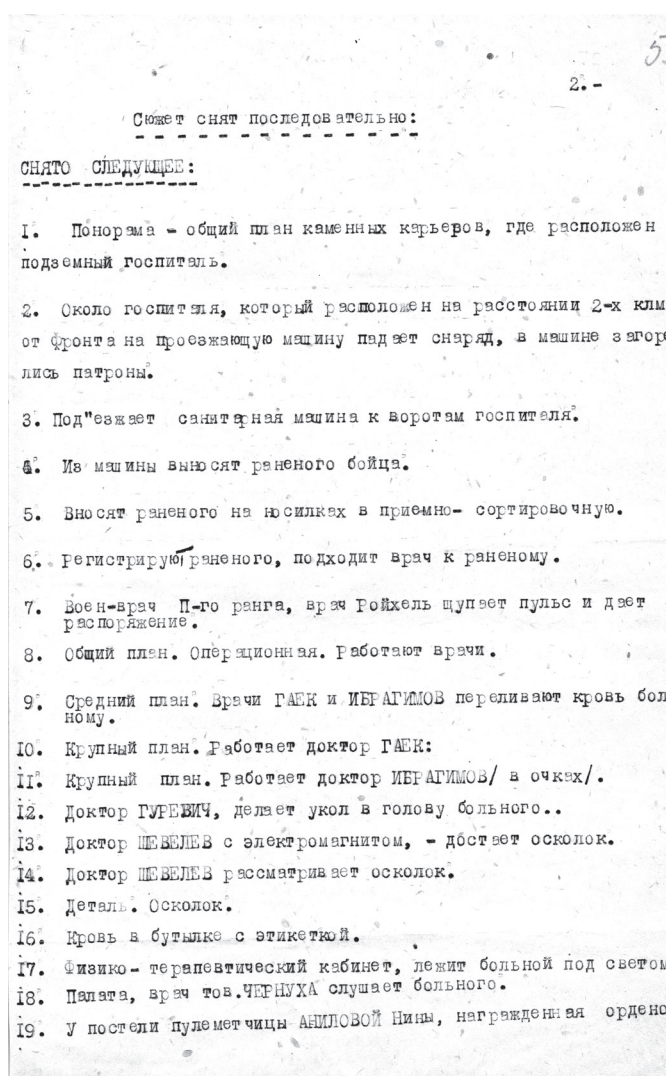 5
2.-
Сюжет снят последовательно:
СНЯТО СЛЕДУЮЩЕЕ:
I. Понорама - общий план каменных карьеров, где расположен
подземный госпиталь.
2. Около госпиталя, который расположен на расстоянии 2-х клм
от фронта на проезжающую машину падает снаряд, в машине загоре
лись патроны.
3. Под"езжает санитарная машина к воротам госпиталя.
4. Из машины выносят раненого бойца.
5. Вносят раненого на носилках в приемно- сортировочную.
6. Регистрируют раненого, подходит врач к раненому.
7. Воен-врач П-го ранга, врач Ройхель щупает пульс и дает
распоряжение.
8. Общий план. Операционная. Работают врачи.
9. Средний план. Врачи ГАЕК и ИБРАГИМОВ переливают кровь бол
ному.
IO. Крупный план. Работает доктор ГАЕК:
II. Крупный план. Работает доктор ИБРАГИМОВ/ в очках/.
I2. Доктор ГУРЕВИЧ, делает укол в голову больного..
I3. Доктор ШЕВЕЛЕВ с электромагнитом, - достает осколок.
I4. Доктор ШЕВЕЛЕВ рассматривает осколок.
I5. Деталь. Осколок.
I6. Кровь в бутылке с этикеткой.
I7. Физико- терапевтический кабинет, лежит больной под светом
I8. Палата, врач тов.ЧЕРНУХА слушает больного.
I9. У постели пулеметчицы АНИЛОВОЙ Нины, награжденная ордено